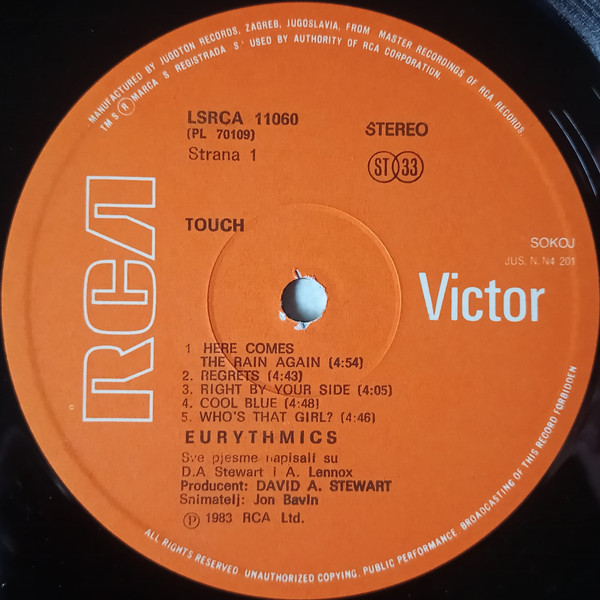 MANUFACTURED BY JUGOTON RECORDS, ZAGREB, JUGOSLAVIA, FROM MASTER RECORDINGS OF RCA RECORDS
TM S ® MARCA S REGISTRADA S' USED BY AUTHORITY OF RCA CORPORATION.
LSRCA 11060
(PL 70109)
Strana 1
STEREO
ST 33
TOUCH
SOKOJ
JUS. N. N4 201
RCA
Victor
1 HERE COMES
THE RAIN AGAIN (4:54)
2. REGRETS (4:43)
3. RIGHT BY YOUR SIDE (4:05)
4. COOL BLUE (4:48)
5. WHO'S THAT GIRL? (4:46)
EURYTHMICS
Sve pjesme napisali su
D.A Stewart i A. Lennox
Producent: DAVID A. STEWART
Snimatelj: Jon Bavin
Ⓟ 1983 RCA Ltd.
ALL RIGHTS RESERVED. UNAUTHORIZED COPYING, PUBLIC PERFORMANCE, BROADCASTING OF THIS RECORD FORBIDDEN